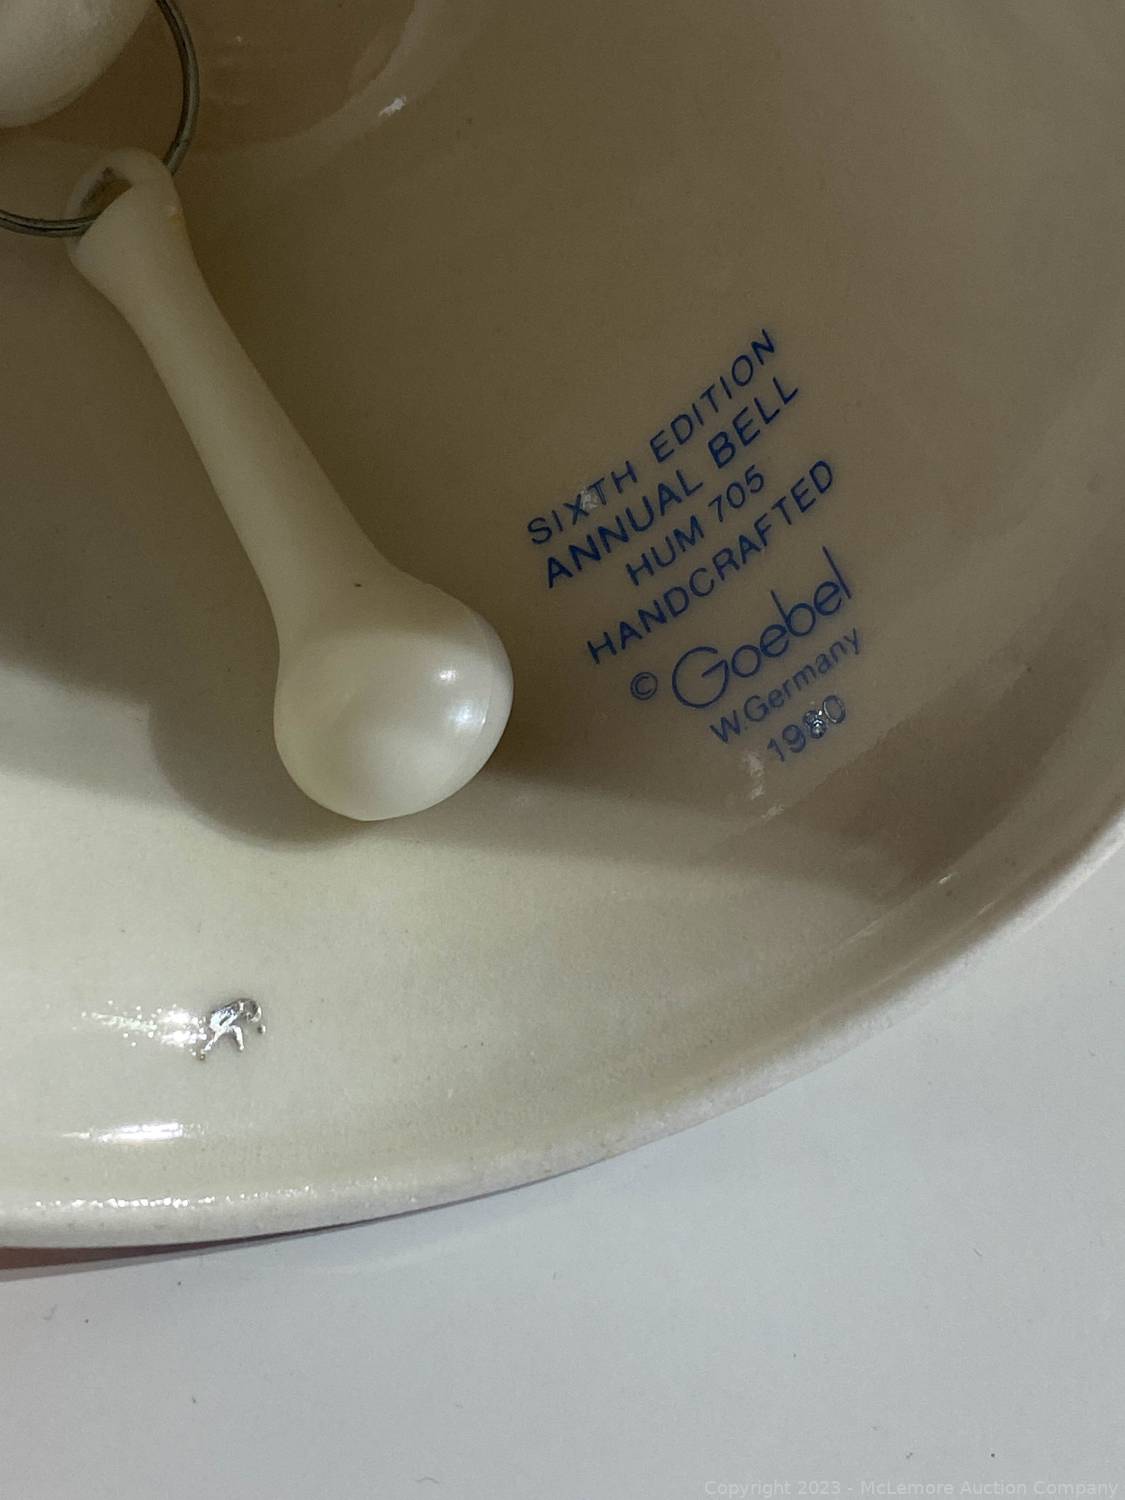 SIXTH EDITION
ANNUAL BELL
HUM 705
HANDCRAFTED
© Goebel
W. Germany
1980
Copyright 2023 - McLemore Auction Company